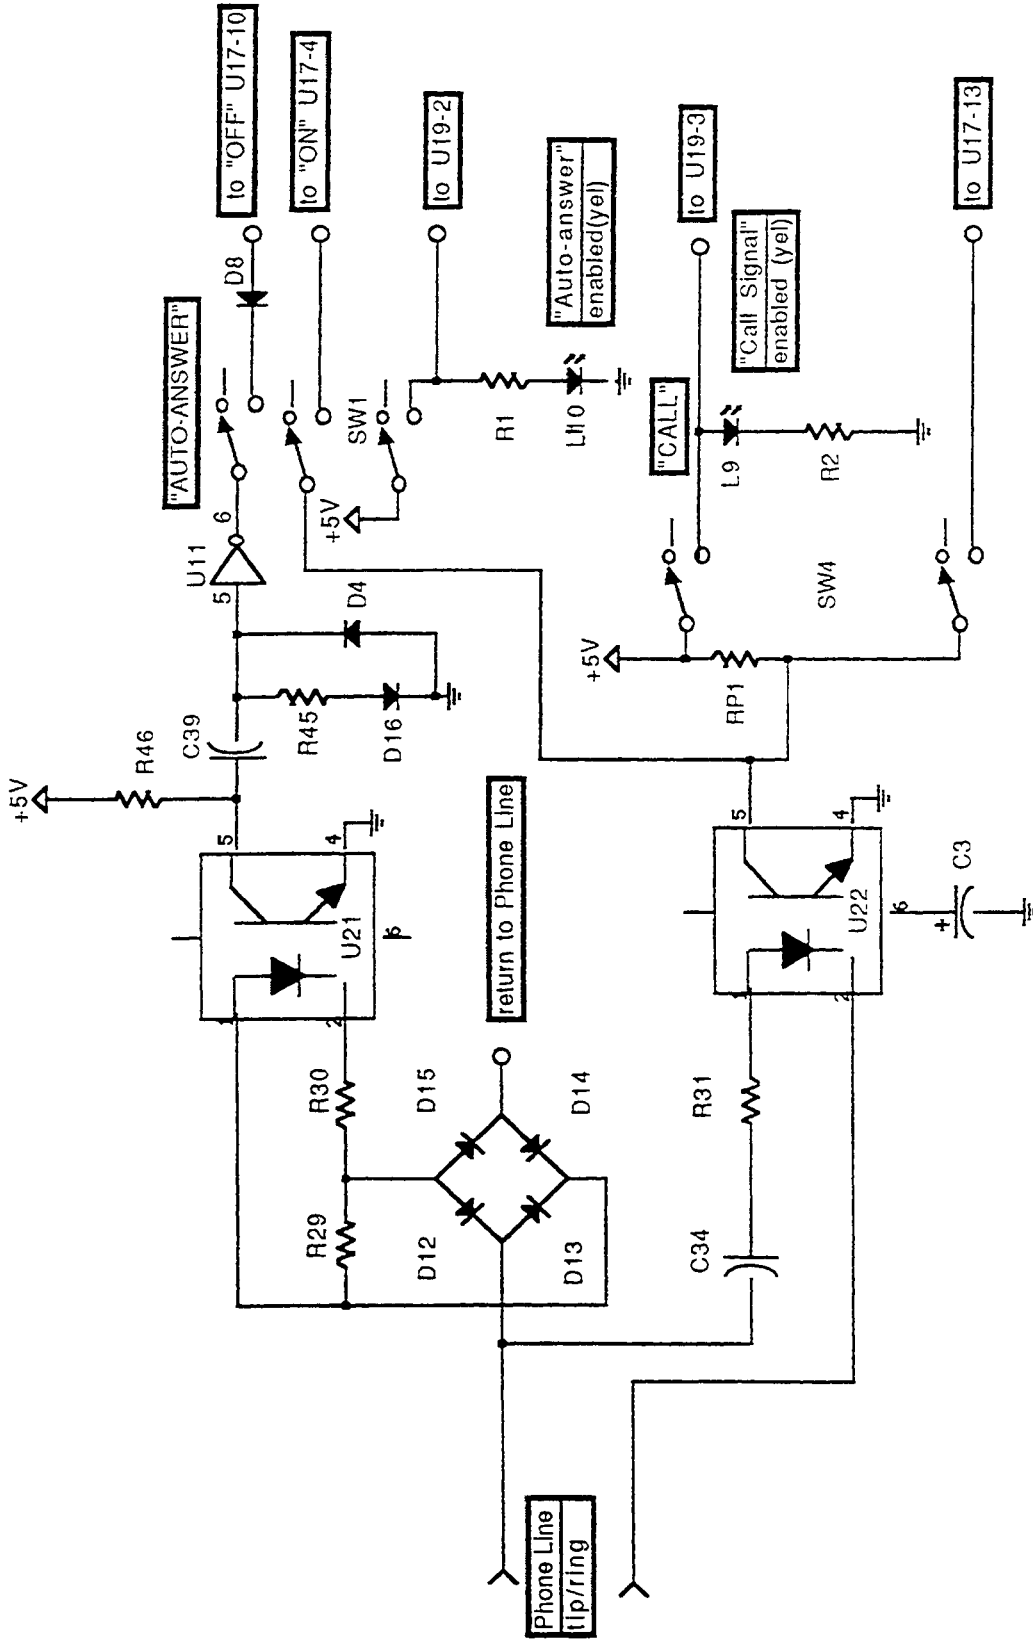 to "OFF" U17-10
to "ON" U17-4
to U19-2
"Auto-answer"
enabled(yel)
to U19-3
"Call Signal"
enabled (yel)
to U17-13
"AUTO-ANSWER"
D8
SW1
R1
+5V
"CALL"
L9
R2
SW4
U11
5
6
D4
C39
R45
D16
R46
+5V
+5V
RP1
5
4
U21
6
1
2
return to Phone Line
5
4
U22
6
1
2
C3
+
R30
R29
D15
D14
D12
D13
R31
C34
Phone Line
tip/ring